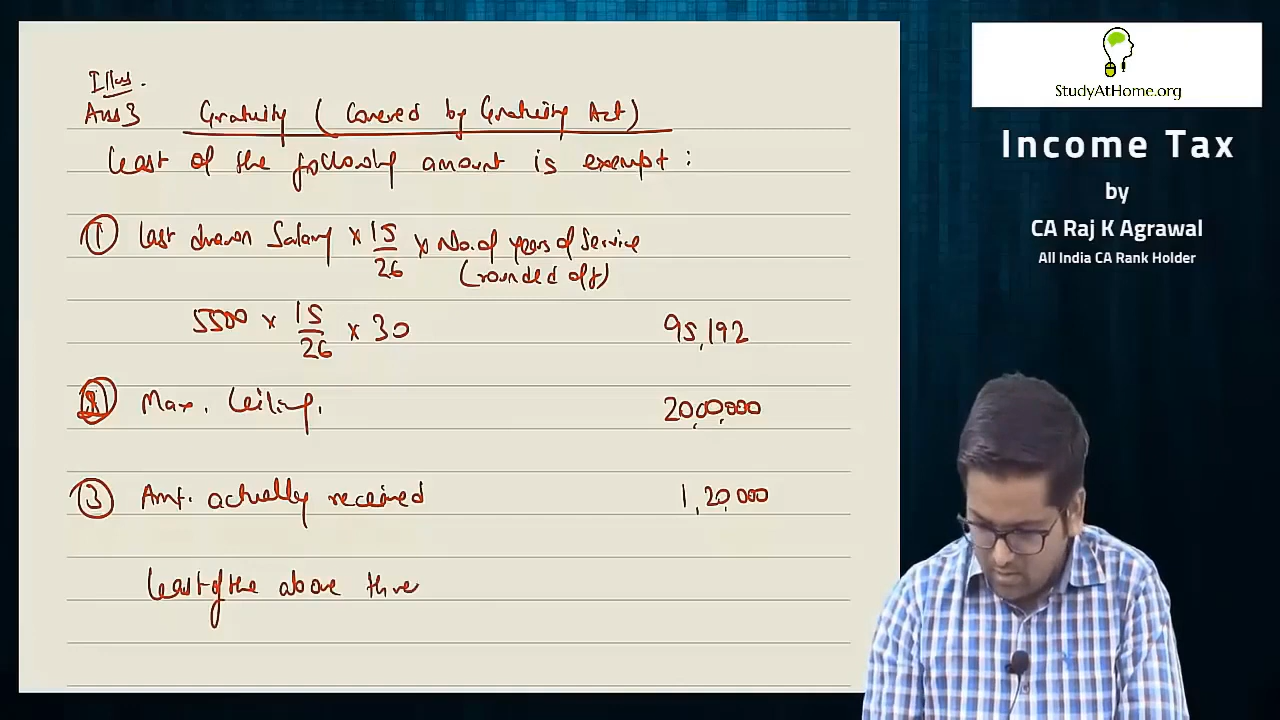 Illus.
Ans 3 Gratuity (Covered by Gratuity Act)
least of the following amount is exempt :
① last drawn Salary × 15/26 × No. of years of Service
(rounded off)
5500 × 15/26 × 30 95,192
② Max. Ceiling. 20,00,000
③ Amt. actually received 1,20,000
least of the above three
StudyAtHome.org
Income Tax
by
CA Raj K Agrawal
All India CA Rank Holder